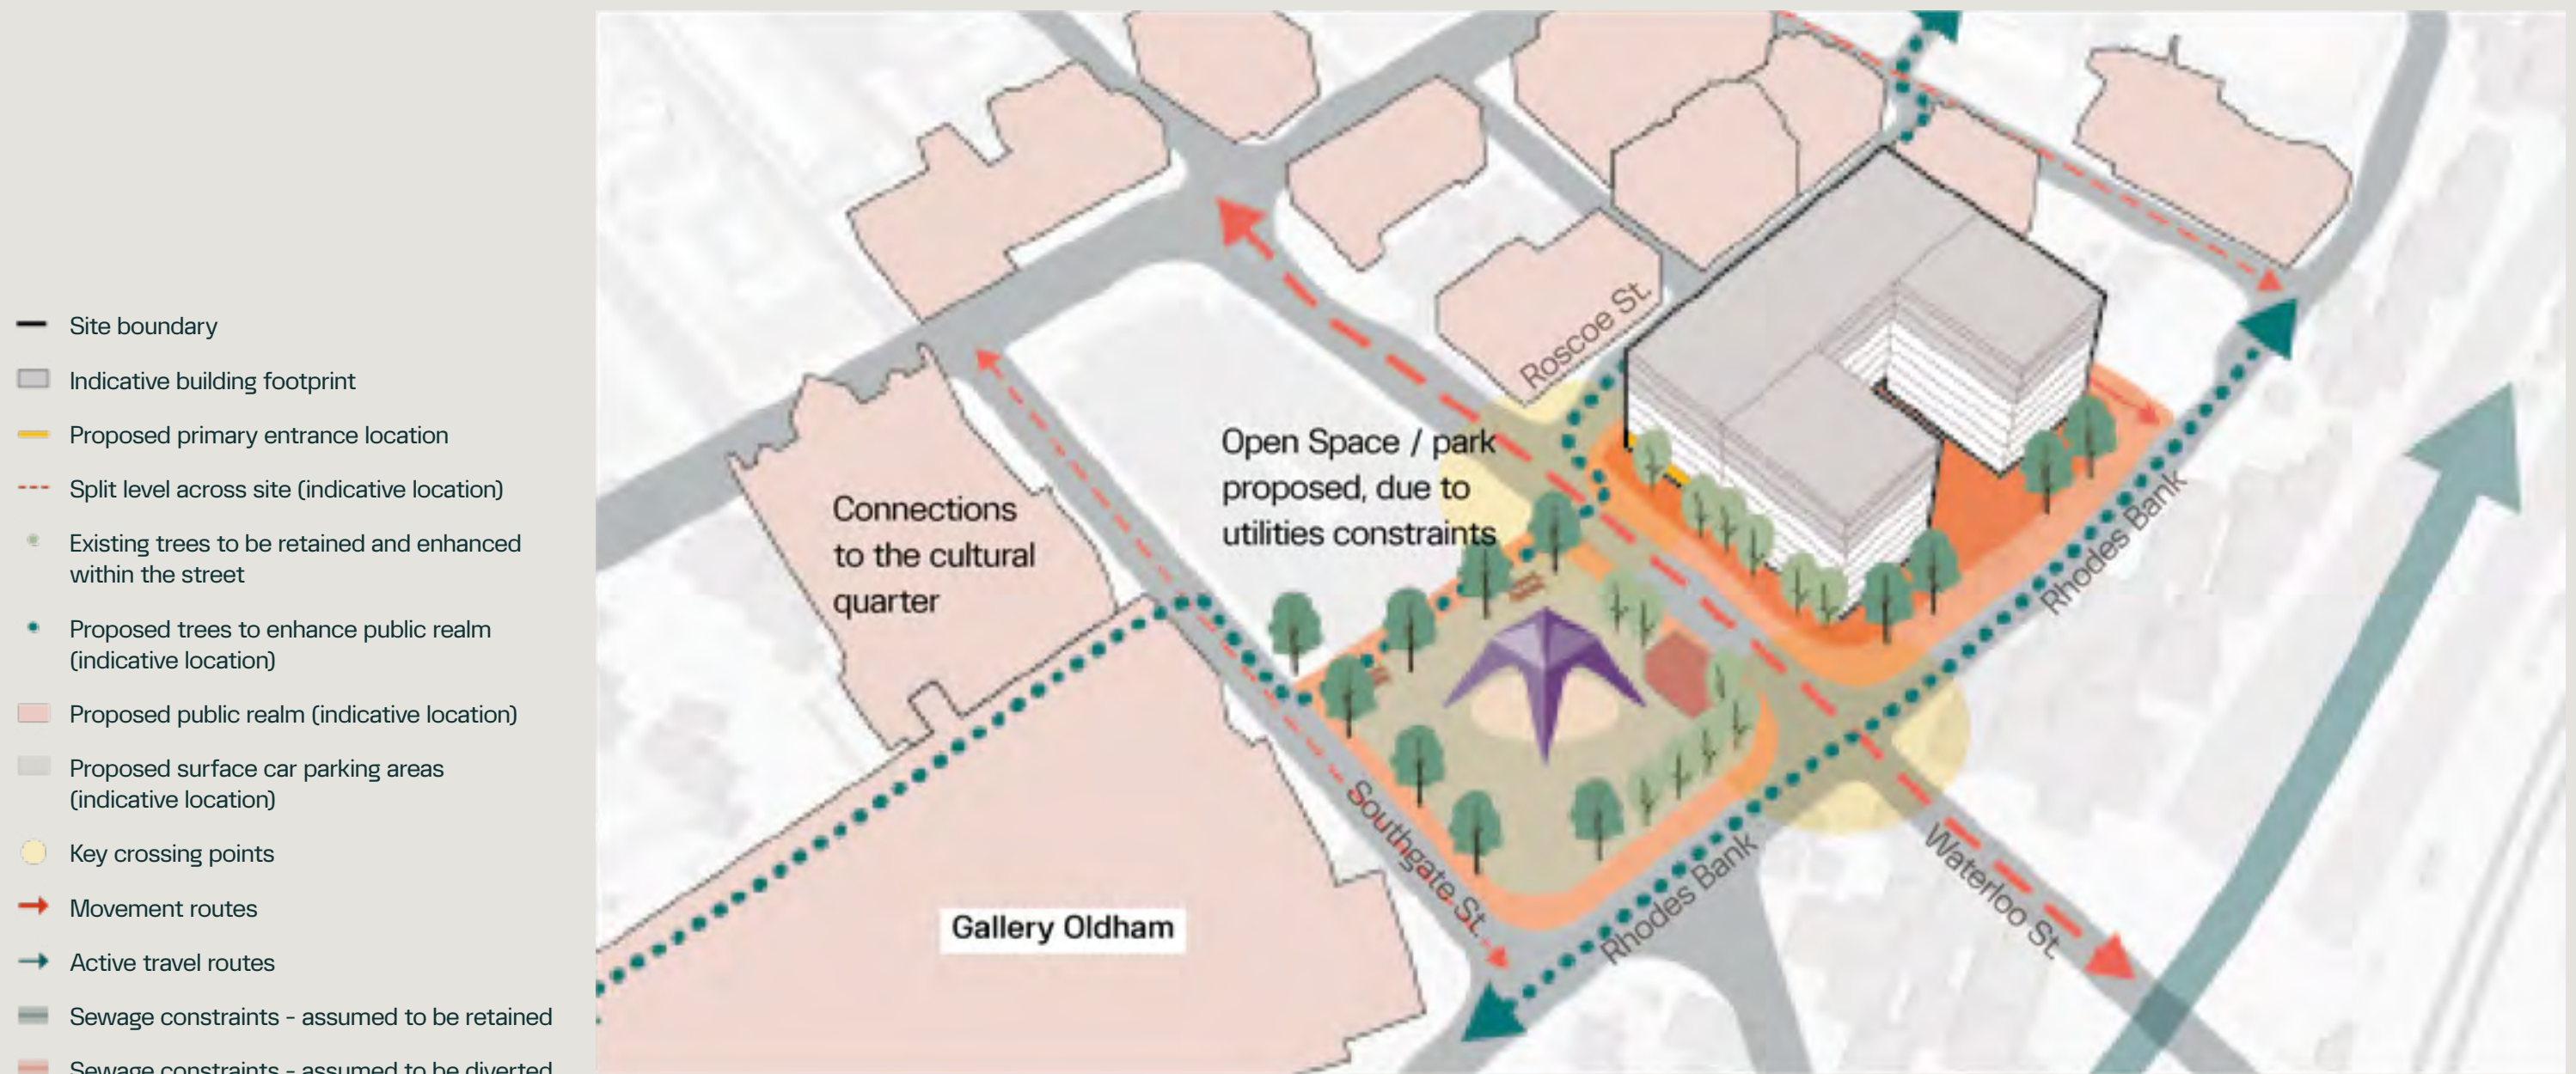 Site boundary
Indicative building footprint
Proposed primary entrance location
Split level across site (indicative location)
Existing trees to be retained and enhanced
within the street
Proposed trees to enhance public realm
(indicative location)
Proposed public realm (indicative location)
Proposed surface car parking areas
(indicative location)
Key crossing points
Movement routes
Active travel routes
Sewage constraints - assumed to be retained
Sewage constraints - assumed to be diverted
Roscoe St.
Open Space / park
proposed, due to
utilities constraints
Connections
to the cultural
quarter
Rhodes Bank
Southgate St.
Rhodes Bank
Waterloo St.
Gallery Oldham